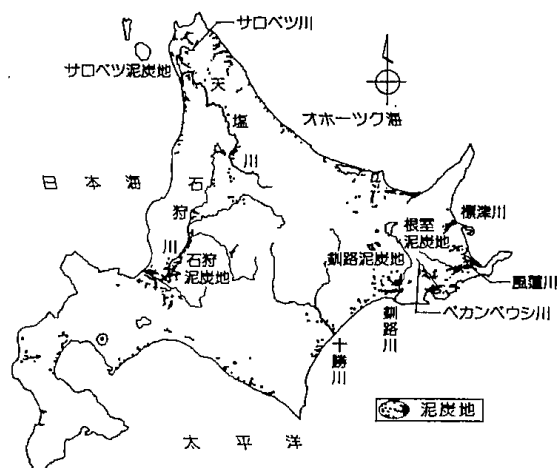 サロベツ川
サロベツ泥炭地
天塩川
オホーツク海
日本海
石狩川
石狩
泥炭地
標津川
根室
泥炭地
釧路泥炭地
風蓮川
ベカンベウシ川
釧路川
十勝川
泥炭地
太平洋